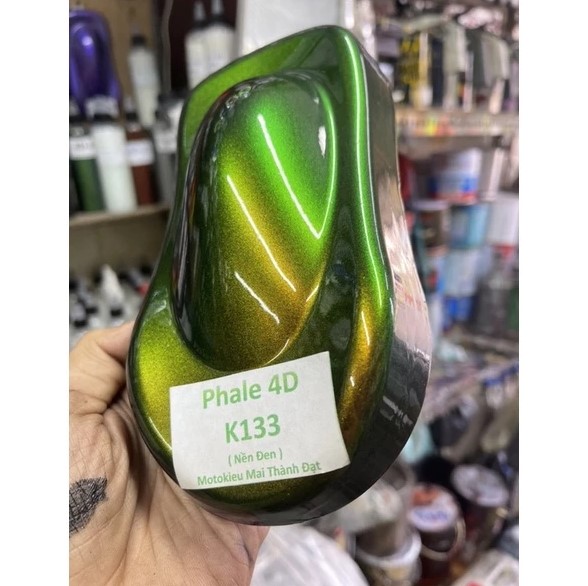 Phale 4D
K133
( Nền Đen )
Motokieu Mai Thành Đạt